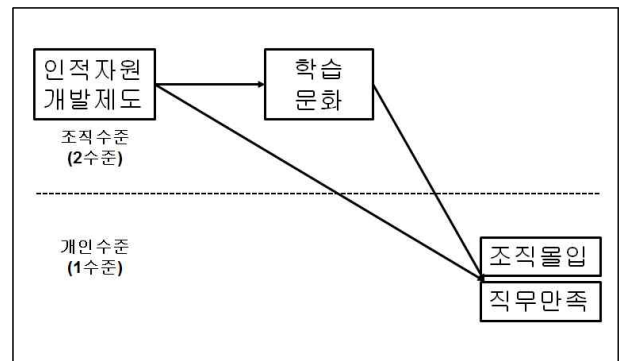 인적자원
개발제도
학습
문화
조직수준
(2수준)
개인수준
(1수준)
조직몰입
직무만족